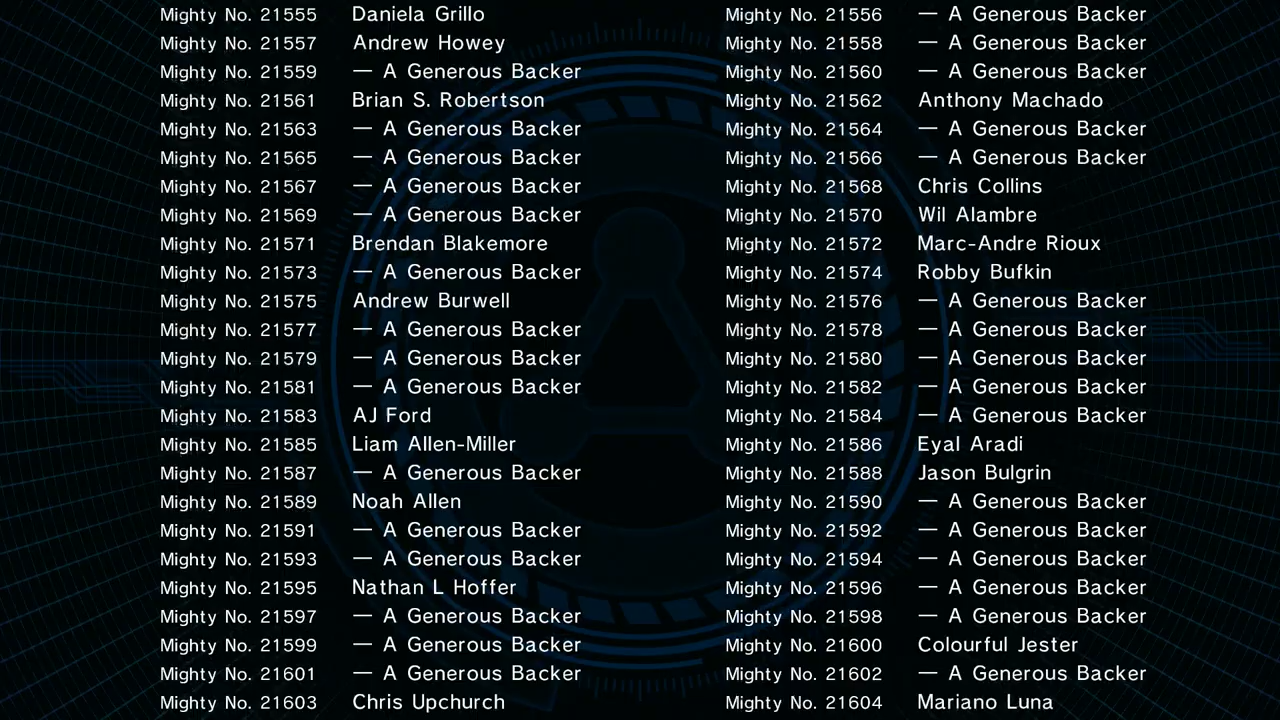 Mighty No. 21555 Daniela Grillo Mighty No. 21556 — A Generous Backer
Mighty No. 21557 Andrew Howey Mighty No. 21558 — A Generous Backer
Mighty No. 21559 — A Generous Backer Mighty No. 21560 — A Generous Backer
Mighty No. 21561 Brian S. Robertson Mighty No. 21562 Anthony Machado
Mighty No. 21563 — A Generous Backer Mighty No. 21564 — A Generous Backer
Mighty No. 21565 — A Generous Backer Mighty No. 21566 — A Generous Backer
Mighty No. 21567 — A Generous Backer Mighty No. 21568 Chris Collins
Mighty No. 21569 — A Generous Backer Mighty No. 21570 Wil Alambre
Mighty No. 21571 Brendan Blakemore Mighty No. 21572 Marc-Andre Rioux
Mighty No. 21573 — A Generous Backer Mighty No. 21574 Robby Bufkin
Mighty No. 21575 Andrew Burwell Mighty No. 21576 — A Generous Backer
Mighty No. 21577 — A Generous Backer Mighty No. 21578 — A Generous Backer
Mighty No. 21579 — A Generous Backer Mighty No. 21580 — A Generous Backer
Mighty No. 21581 — A Generous Backer Mighty No. 21582 — A Generous Backer
Mighty No. 21583 AJ Ford Mighty No. 21584 — A Generous Backer
Mighty No. 21585 Liam Allen-Miller Mighty No. 21586 Eyal Aradi
Mighty No. 21587 — A Generous Backer Mighty No. 21588 Jason Bulgrin
Mighty No. 21589 Noah Allen Mighty No. 21590 — A Generous Backer
Mighty No. 21591 — A Generous Backer Mighty No. 21592 — A Generous Backer
Mighty No. 21593 — A Generous Backer Mighty No. 21594 — A Generous Backer
Mighty No. 21595 Nathan L Hoffer Mighty No. 21596 — A Generous Backer
Mighty No. 21597 — A Generous Backer Mighty No. 21598 — A Generous Backer
Mighty No. 21599 — A Generous Backer Mighty No. 21600 Colourful Jester
Mighty No. 21601 — A Generous Backer Mighty No. 21602 — A Generous Backer
Mighty No. 21603 Chris Upchurch Mighty No. 21604 Mariano Luna